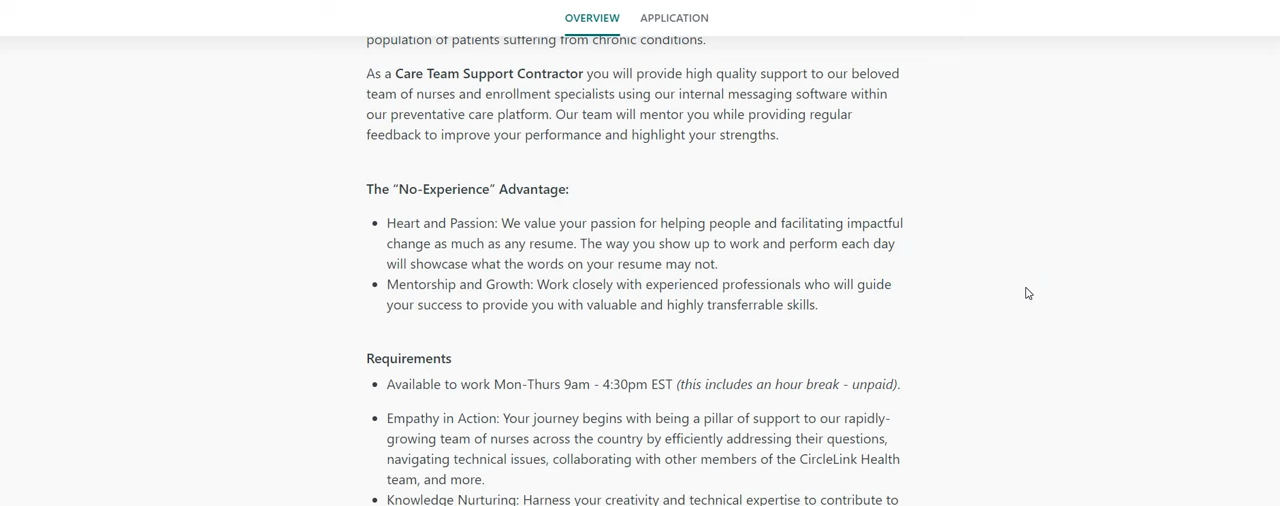 OVERVIEW APPLICATION
population of patients suffering from chronic conditions.
As a Care Team Support Contractor you will provide high quality support to our beloved
team of nurses and enrollment specialists using our internal messaging software within
our preventative care platform. Our team will mentor you while providing regular
feedback to improve your performance and highlight your strengths.
The “No-Experience” Advantage:
• Heart and Passion: We value your passion for helping people and facilitating impactful
change as much as any resume. The way you show up to work and perform each day
will showcase what the words on your resume may not.
• Mentorship and Growth: Work closely with experienced professionals who will guide
your success to provide you with valuable and highly transferrable skills.
Requirements
• Available to work Mon-Thurs 9am - 4:30pm EST (this includes an hour break - unpaid).
• Empathy in Action: Your journey begins with being a pillar of support to our rapidly-
growing team of nurses across the country by efficiently addressing their questions,
navigating technical issues, collaborating with other members of the CircleLink Health
team, and more.
• Knowledge Nurturing: Harness your creativity and technical expertise to contribute to